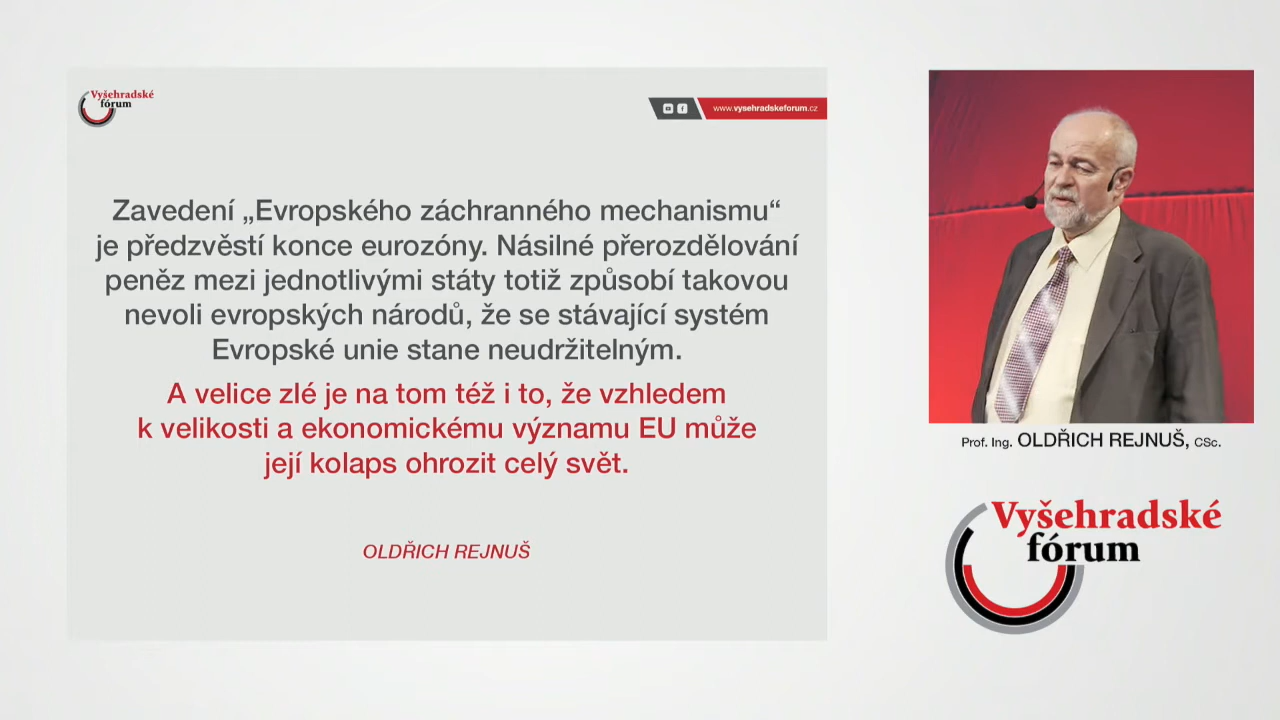 Vyšehradské
fórum
www.vysehradskeforum.cz
Zavedení „Evropského záchranného mechanismu“
je předzvěstí konce eurozóny. Násilné přerozdělování
peněz mezi jednotlivými státy totiž způsobí takovou
nevoli evropských národů, že se stávající systém
Evropské unie stane neudržitelným.
A velice zlé je na tom též i to, že vzhledem
k velikosti a ekonomickému významu EU může
její kolaps ohrozit celý svět.
OLDŘICH REJNUŠ
Prof. Ing. OLDŘICH REJNUŠ, CSc.
Vyšehradské
fórum